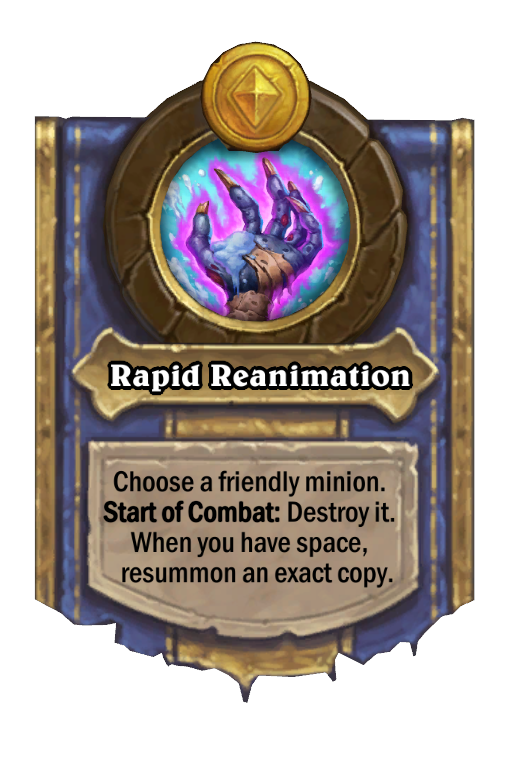 Rapid Reanimation
Choose a friendly minion.
Start of Combat: Destroy it.
When you have space,
resummon an exact copy.